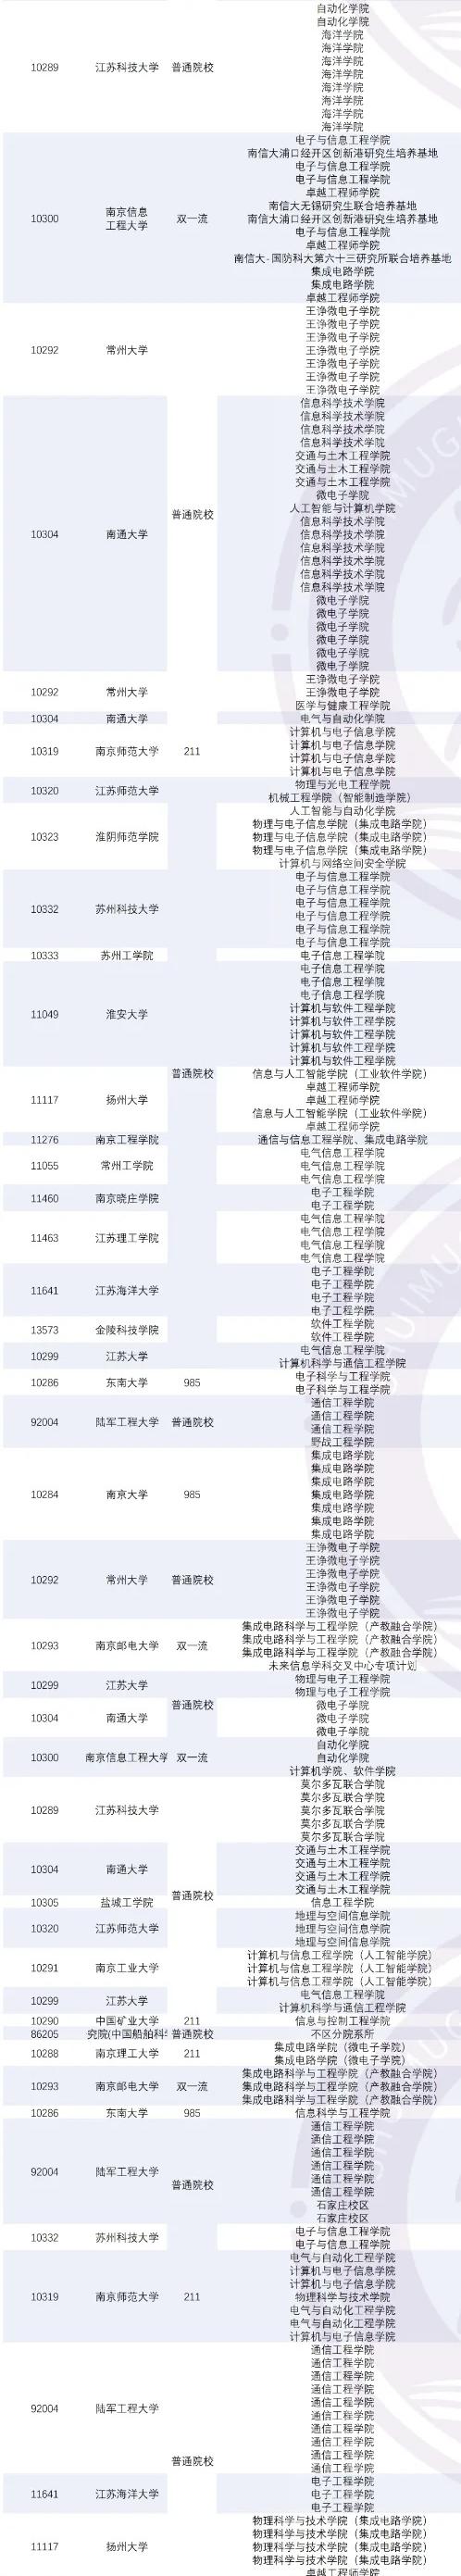 自动化学院
自动化学院
海洋学院
海洋学院
10289 江苏科技大学 普通院校 海洋学院
海洋学院
海洋学院
海洋学院
海洋学院
海洋学院
电子与信息工程学院
南信大浦口经开区创新港研究生培养基地
电子与信息工程学院
电子与信息工程学院
卓越工程师学院
南信大无锡研究生联合培养基地
10300 南京信息工程大学 双一流 南信大浦口经开区创新港研究生培养基地
电子与信息工程学院
卓越工程师学院
南信大-国防科大第六十三研究所联合培养基地
集成电路学院
集成电路学院
卓越工程师学院
王诤微电子学院
王诤微电子学院
王诤微电子学院
10292 常州大学 王诤微电子学院
王诤微电子学院
王诤微电子学院
王诤微电子学院
信息科学技术学院
信息科学技术学院
信息科学技术学院
信息科学技术学院
交通与土木工程学院
交通与土木工程学院
交通与土木工程学院
微电子学院
人工智能与计算机学院
普通院校 信息科学技术学院
10304 南通大学 信息科学技术学院
信息科学技术学院
信息科学技术学院
信息科学技术学院
信息科学技术学院
微电子学院
微电子学院
微电子学院
微电子学院
微电子学院
微电子学院
王诤微电子学院
10292 常州大学 王诤微电子学院
医学与健康工程学院
10304 南通大学 电气与自动化学院
计算机与电子信息学院
10319 南京师范大学 211 计算机与电子信息学院
计算机与电子信息学院
计算机与电子信息学院
10320 江苏师范大学 物理与光电工程学院
机械工程学院（智能制造学院）
人工智能与自动化学院
物理与电子信息学院（集成电路学院）
10323 淮阴师范学院 物理与电子信息学院（集成电路学院）
物理与电子信息学院（集成电路学院）
计算机与网络空间安全学院
电子与信息工程学院
电子与信息工程学院
10332 苏州科技大学 电子与信息工程学院
电子与信息工程学院
电子与信息工程学院
电子与信息工程学院
10333 苏州工学院 电子信息工程学院
电子信息工程学院
电子信息工程学院
电子信息工程学院
11049 淮安大学 计算机与软件工程学院
计算机与软件工程学院
计算机与软件工程学院
计算机与软件工程学院
计算机与软件工程学院
普通院校 信息与人工智能学院（工业软件学院）
卓越工程师学院
11117 扬州大学 卓越工程师学院
信息与人工智能学院（工业软件学院）
卓越工程师学院
11276 南京工程学院 通信与信息工程学院、集成电路学院
电气信息工程学院
11055 常州工学院 电气信息工程学院
电气信息工程学院
11460 南京晓庄学院 电子工程学院
电子工程学院
电气信息工程学院
11463 江苏理工学院 电气信息工程学院
电气信息工程学院
电气信息工程学院
电子工程学院
11641 江苏海洋大学 电子工程学院
电子工程学院
电子工程学院
13573 金陵科技学院 软件工程学院
软件工程学院
10299 江苏大学 电气信息工程学院
计算机科学与通信工程学院
10286 东南大学 985 电子科学与工程学院
电子科学与工程学院
通信工程学院
92004 陆军工程大学 普通院校 通信工程学院
通信工程学院
野战工程学院
集成电路学院
集成电路学院
集成电路学院
10284 南京大学 985 集成电路学院
集成电路学院
集成电路学院
集成电路学院
王诤微电子学院
王诤微电子学院
10292 常州大学 普通院校 王诤微电子学院
王诤微电子学院
王诤微电子学院
王诤微电子学院
集成电路科学与工程学院（产教融合学院）
10293 南京邮电大学 双一流 集成电路科学与工程学院（产教融合学院）
集成电路科学与工程学院（产教融合学院）
未来信息学科交叉中心专项计划
10299 江苏大学 物理与电子工程学院
物理与电子工程学院
普通院校 微电子学院
10304 南通大学 微电子学院
微电子学院
自动化学院
10300 南京信息工程大学 双一流 自动化学院
计算机学院、软件学院
莫尔多瓦联合学院
莫尔多瓦联合学院
10289 江苏科技大学 莫尔多瓦联合学院
莫尔多瓦联合学院
莫尔多瓦联合学院
交通与土木工程学院
10304 南通大学 交通与土木工程学院
交通与土木工程学院
交通与土木工程学院
10305 盐城工学院 普通院校 信息工程学院
地理与空间信息学院
10320 江苏师范大学 地理与空间信息学院
地理与空间信息学院
计算机与信息工程学院（人工智能学院）
10291 南京工业大学 计算机与信息工程学院（人工智能学院）
计算机与信息工程学院（人工智能学院）
10299 江苏大学 电气信息工程学院
计算机科学与通信工程学院
10290 中国矿业大学 211 信息与控制工程学院
86205 究院(中国船舶科 普通院校 不区分院系所
10288 南京理工大学 211 集成电路学院（微电子学院）
集成电路学院（微电子学院）
集成电路科学与工程学院（产教融合学院）
10293 南京邮电大学 双一流 集成电路科学与工程学院（产教融合学院）
集成电路科学与工程学院（产教融合学院）
10286 东南大学 985 信息科学与工程学院
通信工程学院
通信工程学院
通信工程学院
92004 陆军工程大学 通信工程学院
普通院校 通信工程学院
通信工程学院
石家庄校区
石家庄校区
10332 苏州科技大学 电子与信息工程学院
电子与信息工程学院
电气与自动化工程学院
计算机与电子信息学院
计算机与电子信息学院
10319 南京师范大学 211 物理科学与技术学院
电气与自动化工程学院
电气与自动化工程学院
计算机与电子信息学院
通信工程学院
通信工程学院
通信工程学院
通信工程学院
92004 陆军工程大学 通信工程学院
通信工程学院
通信工程学院
通信工程学院
普通院校 通信工程学院
通信工程学院
电子工程学院
11641 江苏海洋大学 电子工程学院
电子工程学院
物理科学与技术学院（集成电路学院）
物理科学与技术学院（集成电路学院）
11117 扬州大学 物理科学与技术学院（集成电路学院）
物理科学与技术学院（集成电路学院）
卓越工程师学院